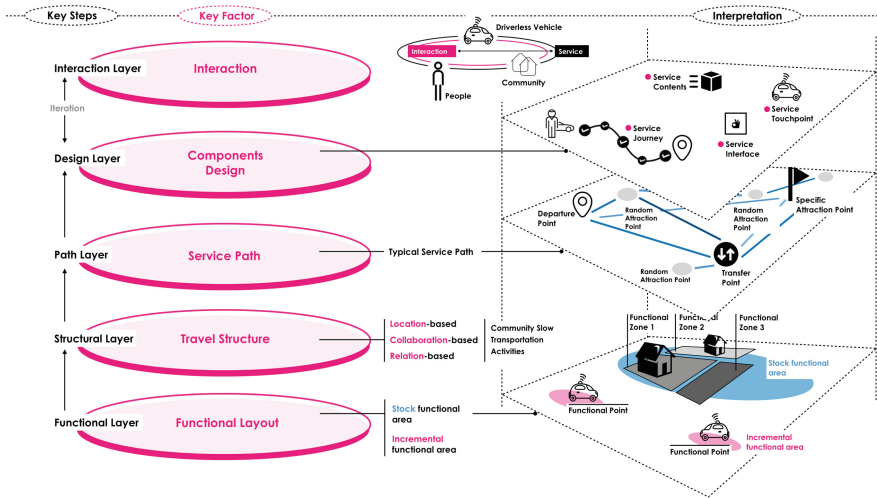 Key Steps
Key Factor
Interpretation
Interaction Layer
Interaction
Driverless Vehicle
Interaction
Service
Community
People
Iteration
Service
Contents
Service
Touchpoint
Service
Journey
Service
Interface
Design Layer
Components
Design
Departure
Point
Random
Attraction
Point
Random
Attraction Point
Specific
Attraction Point
Path Layer
Service Path
Typical Service Path
Random
Attraction Point
Transfer
Point
Structural Layer
Travel Structure
Location-based
Collaboration-based
Relation-based
Community Slow
Transportation
Activities
Functional
Zone 1
Functional
Zone 2
Functional
Zone 3
Stock functional
area
Functional Layer
Functional Layout
Stock functional
area
Incremental
functional area
Functional Point
Functional Point
Incremental
functional area